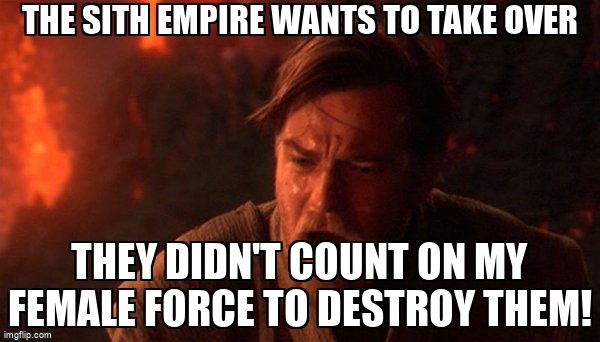 THE SITH EMPIRE WANTS TO TAKE OVER
THEY DIDN'T COUNT ON MY
FEMALE FORCE TO DESTROY THEM!
imgflip.com